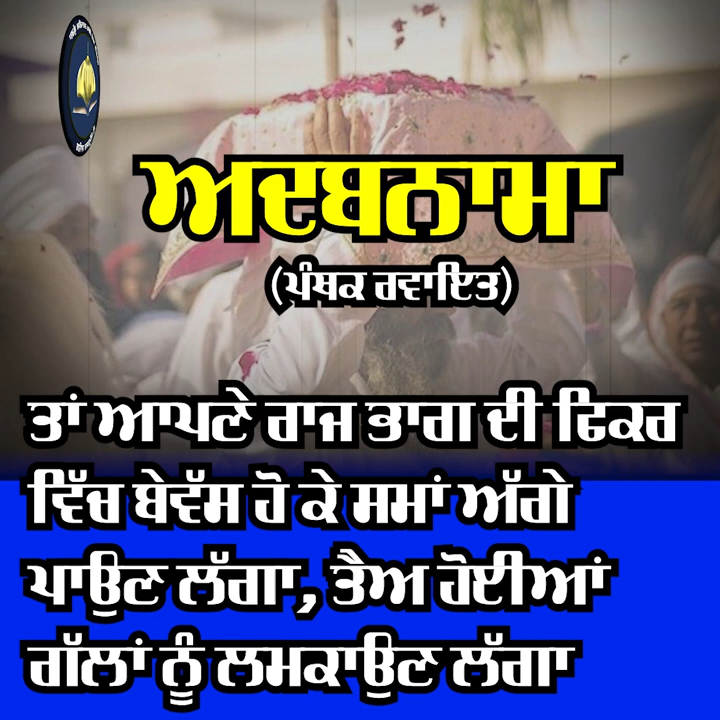 ਅਦਬਨਾਮਾ
(ਪੰਥਕ ਰਵਾਇਤ)
ਤਾਂ ਆਪਣੇ ਰਾਜ ਭਾਗ ਦੀ ਫਿਕਰ
ਵਿੱਚ ਬੇਵੱਸ ਹੋ ਕੇ ਸਮਾਂ ਅੱਗੇ
ਪਾਉਣ ਲੱਗਾ, ਤੈਅ ਹੋਈਆਂ
ਗੱਲਾਂ ਨੂੰ ਲਮਕਾਉਣ ਲੱਗਾ